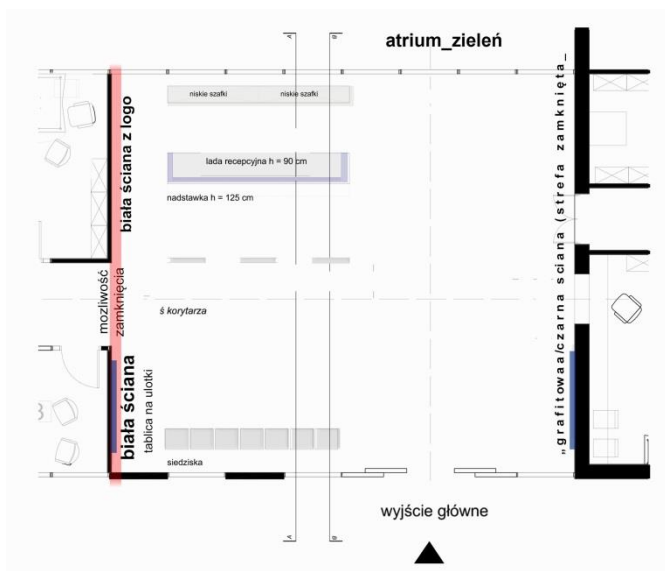 A
B
atrium_zieleń
niskie szafki
niskie szafki
biała ściana z logo
lada recepcyjna h = 90 cm
nadstawka h = 125 cm
możliwość
zamknięcia
ś korytarza
biała ściana
tablica na ulotki
siedziska
„grafitowaa/czarna sciana (strefa zamknięta_
A
B
wyjście główne